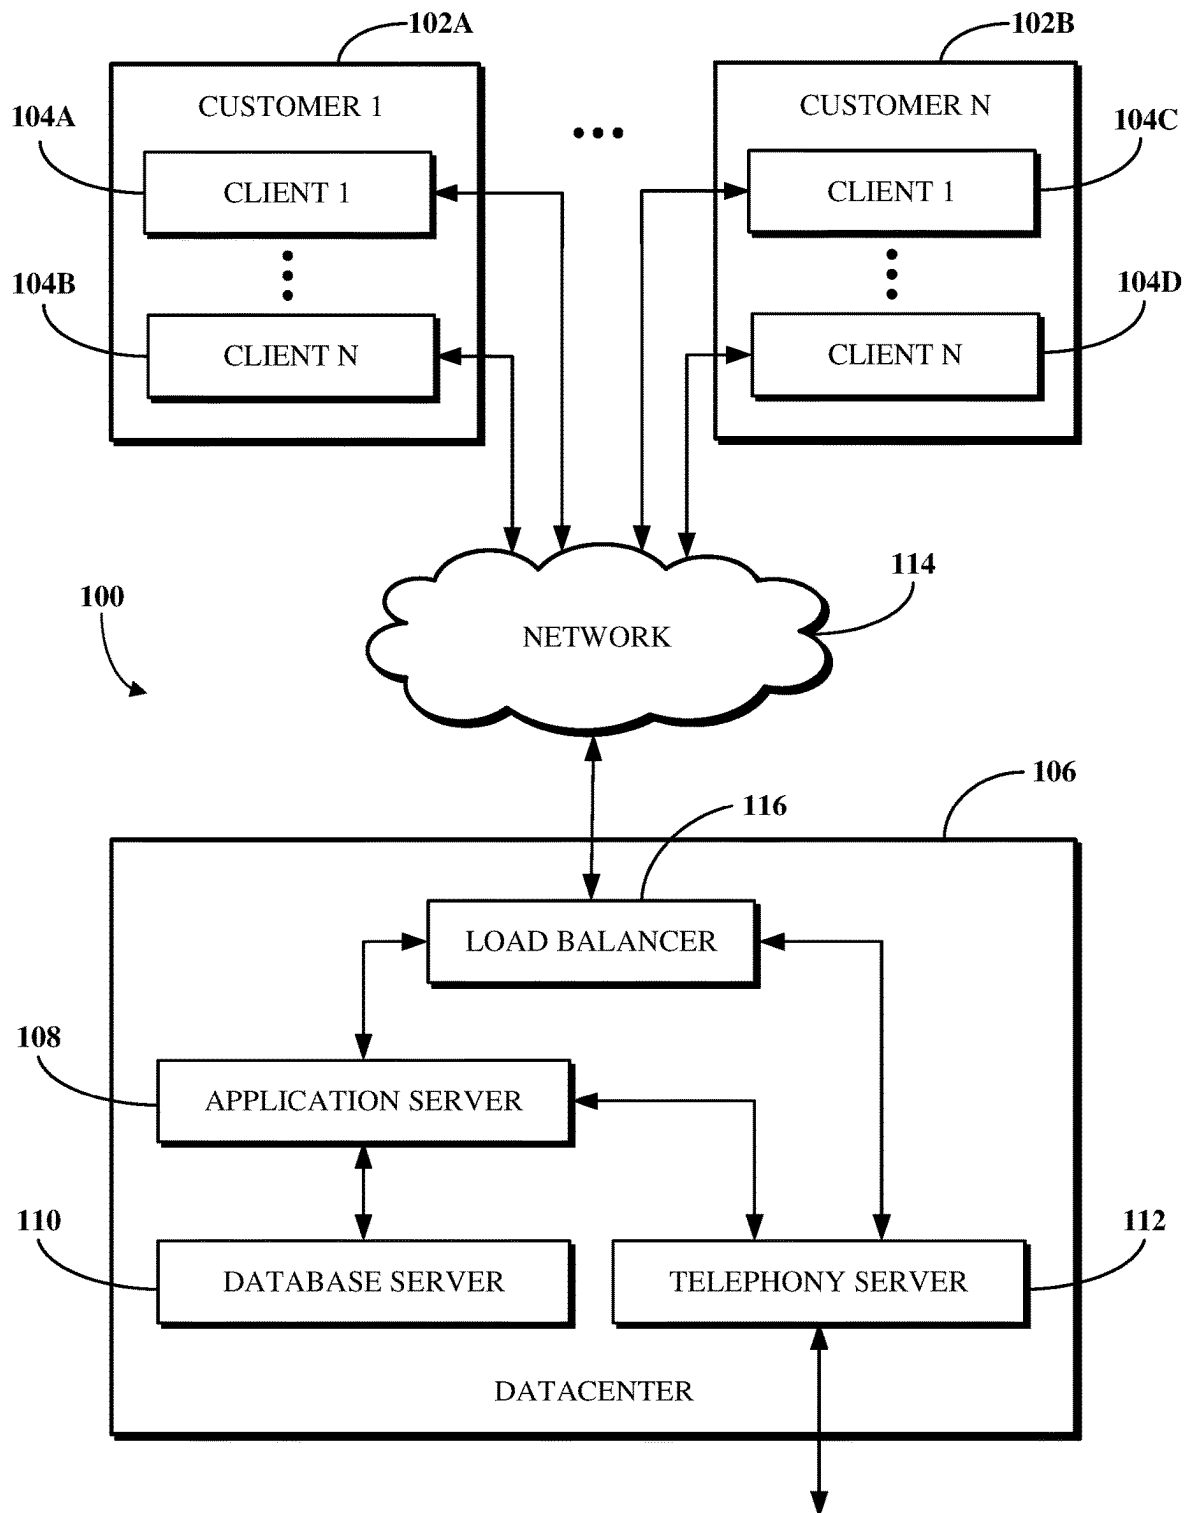 102A
102B
CUSTOMER 1
CUSTOMER N
104A
104C
CLIENT 1
CLIENT 1
104B
104D
CLIENT N
CLIENT N
114
100
NETWORK
106
116
LOAD BALANCER
108
APPLICATION SERVER
110
112
DATABASE SERVER
TELEPHONY SERVER
DATACENTER